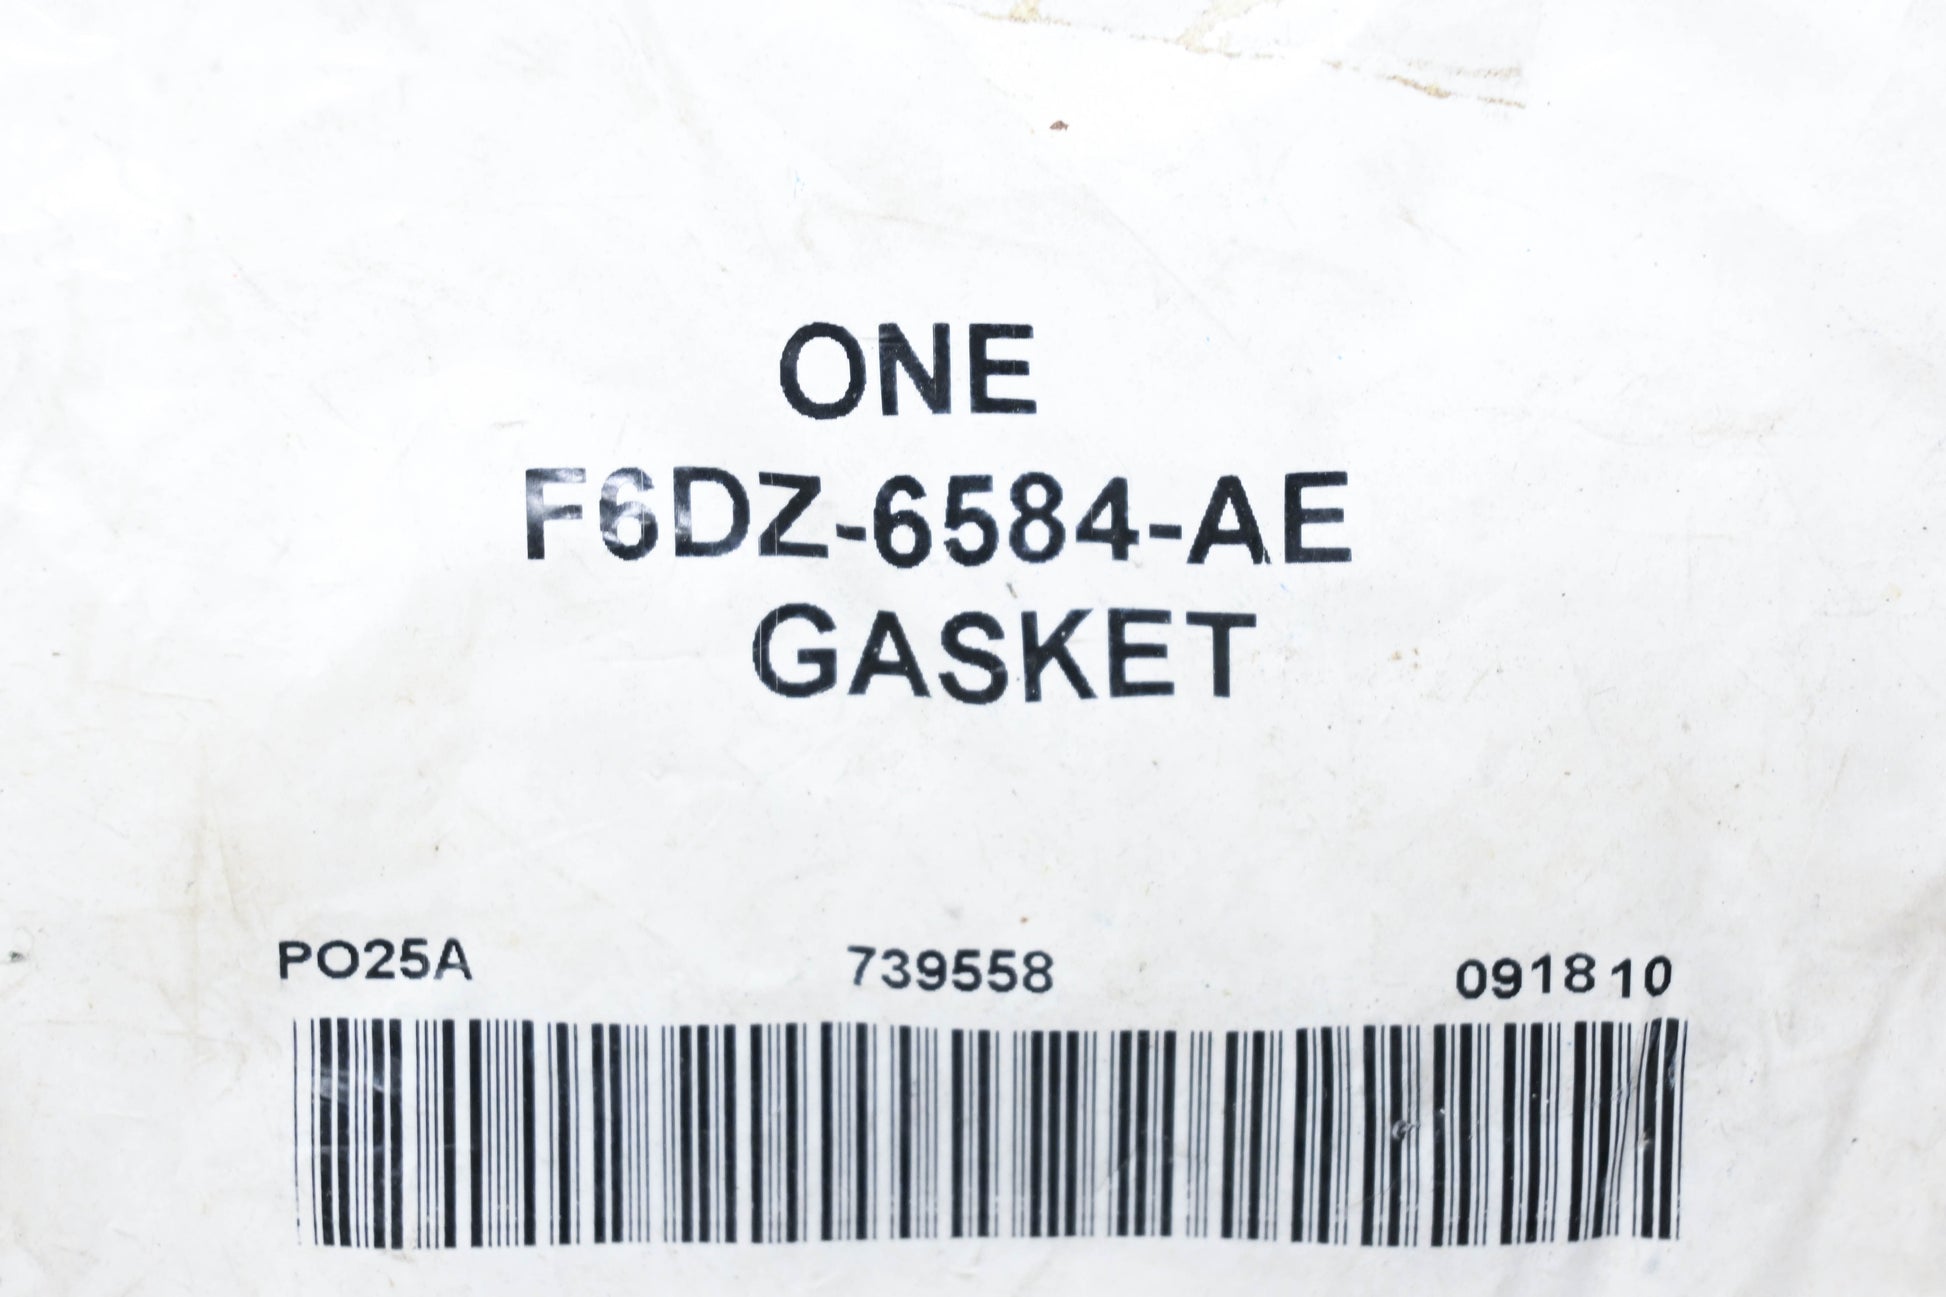 ONE
F6DZ-6584-AE
GASKET
PO25A 739558 091810